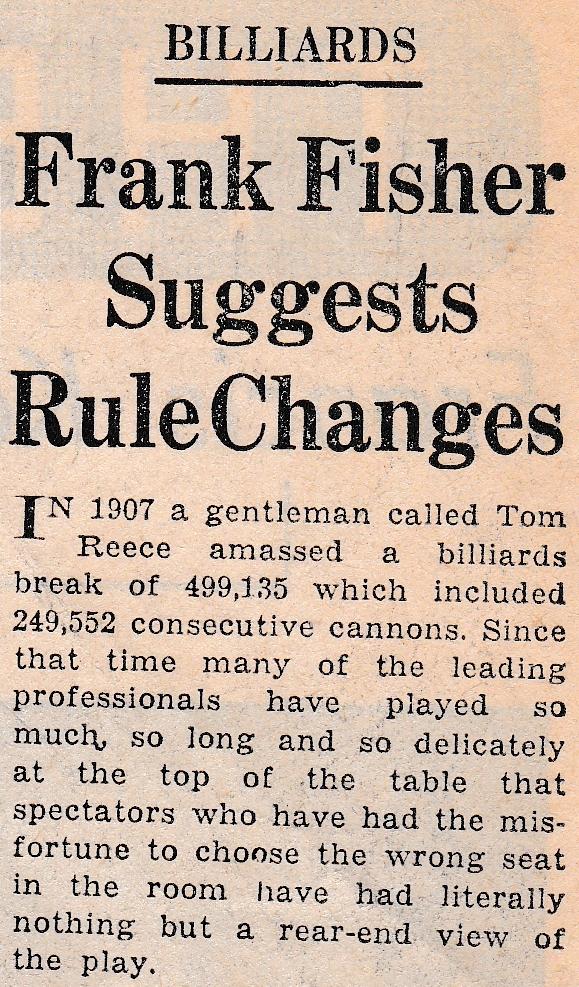 BILLIARDS
Frank Fisher
Suggests
Rule Changes
IN 1907 a gentleman called Tom
Reece amassed a billiards
break of 499,135 which included
249,552 consecutive cannons. Since
that time many of the leading
professionals have played so
much, so long and so delicately
at the top of the table that
spectators who have had the mis-
fortune to choose the wrong seat
in the room have had literally
nothing but a rear-end view of
the play.